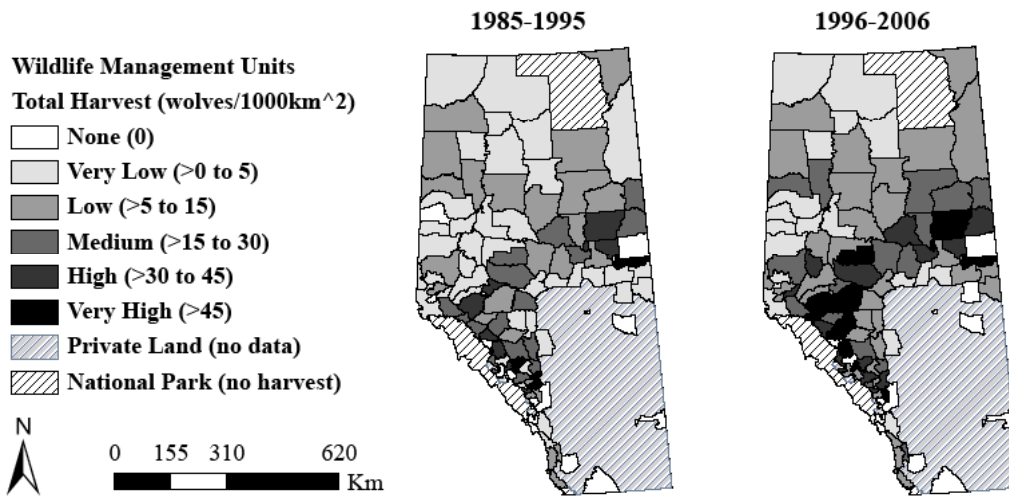 1985-1995
1996-2006
Wildlife Management Units
Total Harvest (wolves/1000km^2)
None (0)
Very Low (>0 to 5)
Low (>5 to 15)
Medium (>15 to 30)
High (>30 to 45)
Very High (>45)
Private Land (no data)
National Park (no harvest)
N
0 155 310 620
Km